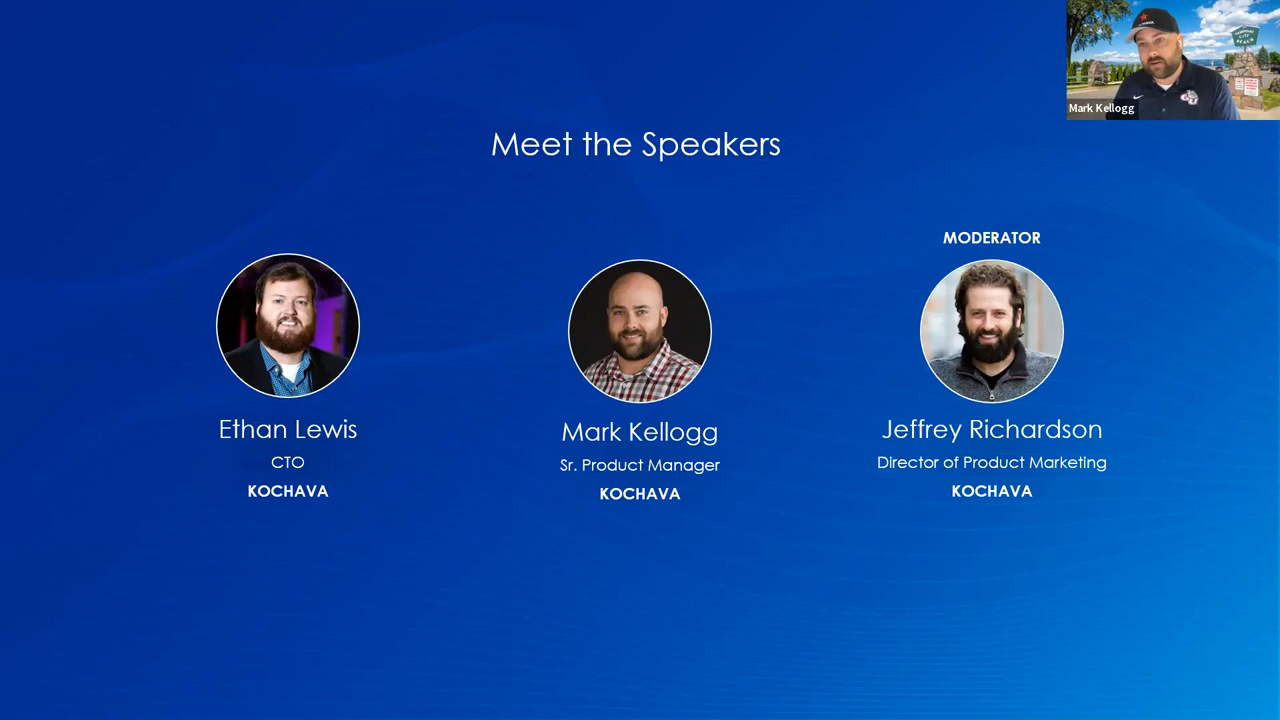 Mark Kellogg
Meet the Speakers
MODERATOR
Ethan Lewis
CTO
KOCHAVA
Mark Kellogg
Sr. Product Manager
KOCHAVA
Jeffrey Richardson
Director of Product Marketing
KOCHAVA